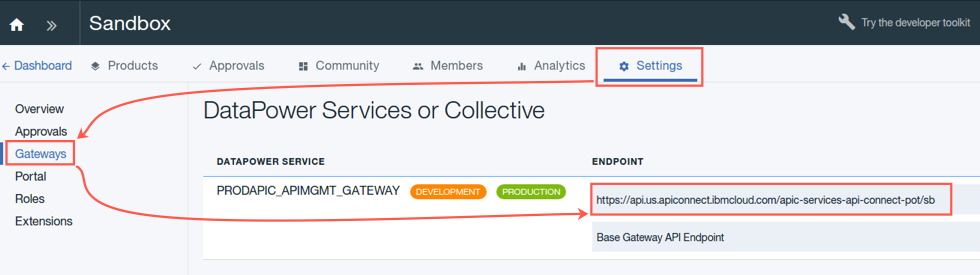 Sandbox
Try the developer toolkit
Dashboard Products Approvals Community Members Analytics Settings
Overview
Approvals
Gateways
Portal
Roles
Extensions
DataPower Services or Collective
DATAPOWER SERVICE ENDPOINT
PRODAPIC_APIMGMT_GATEWAY DEVELOPMENT PRODUCTION
https://api.us.apiconnect.ibmcloud.com/apic-services-api-connect-pot/sb
Base Gateway API Endpoint